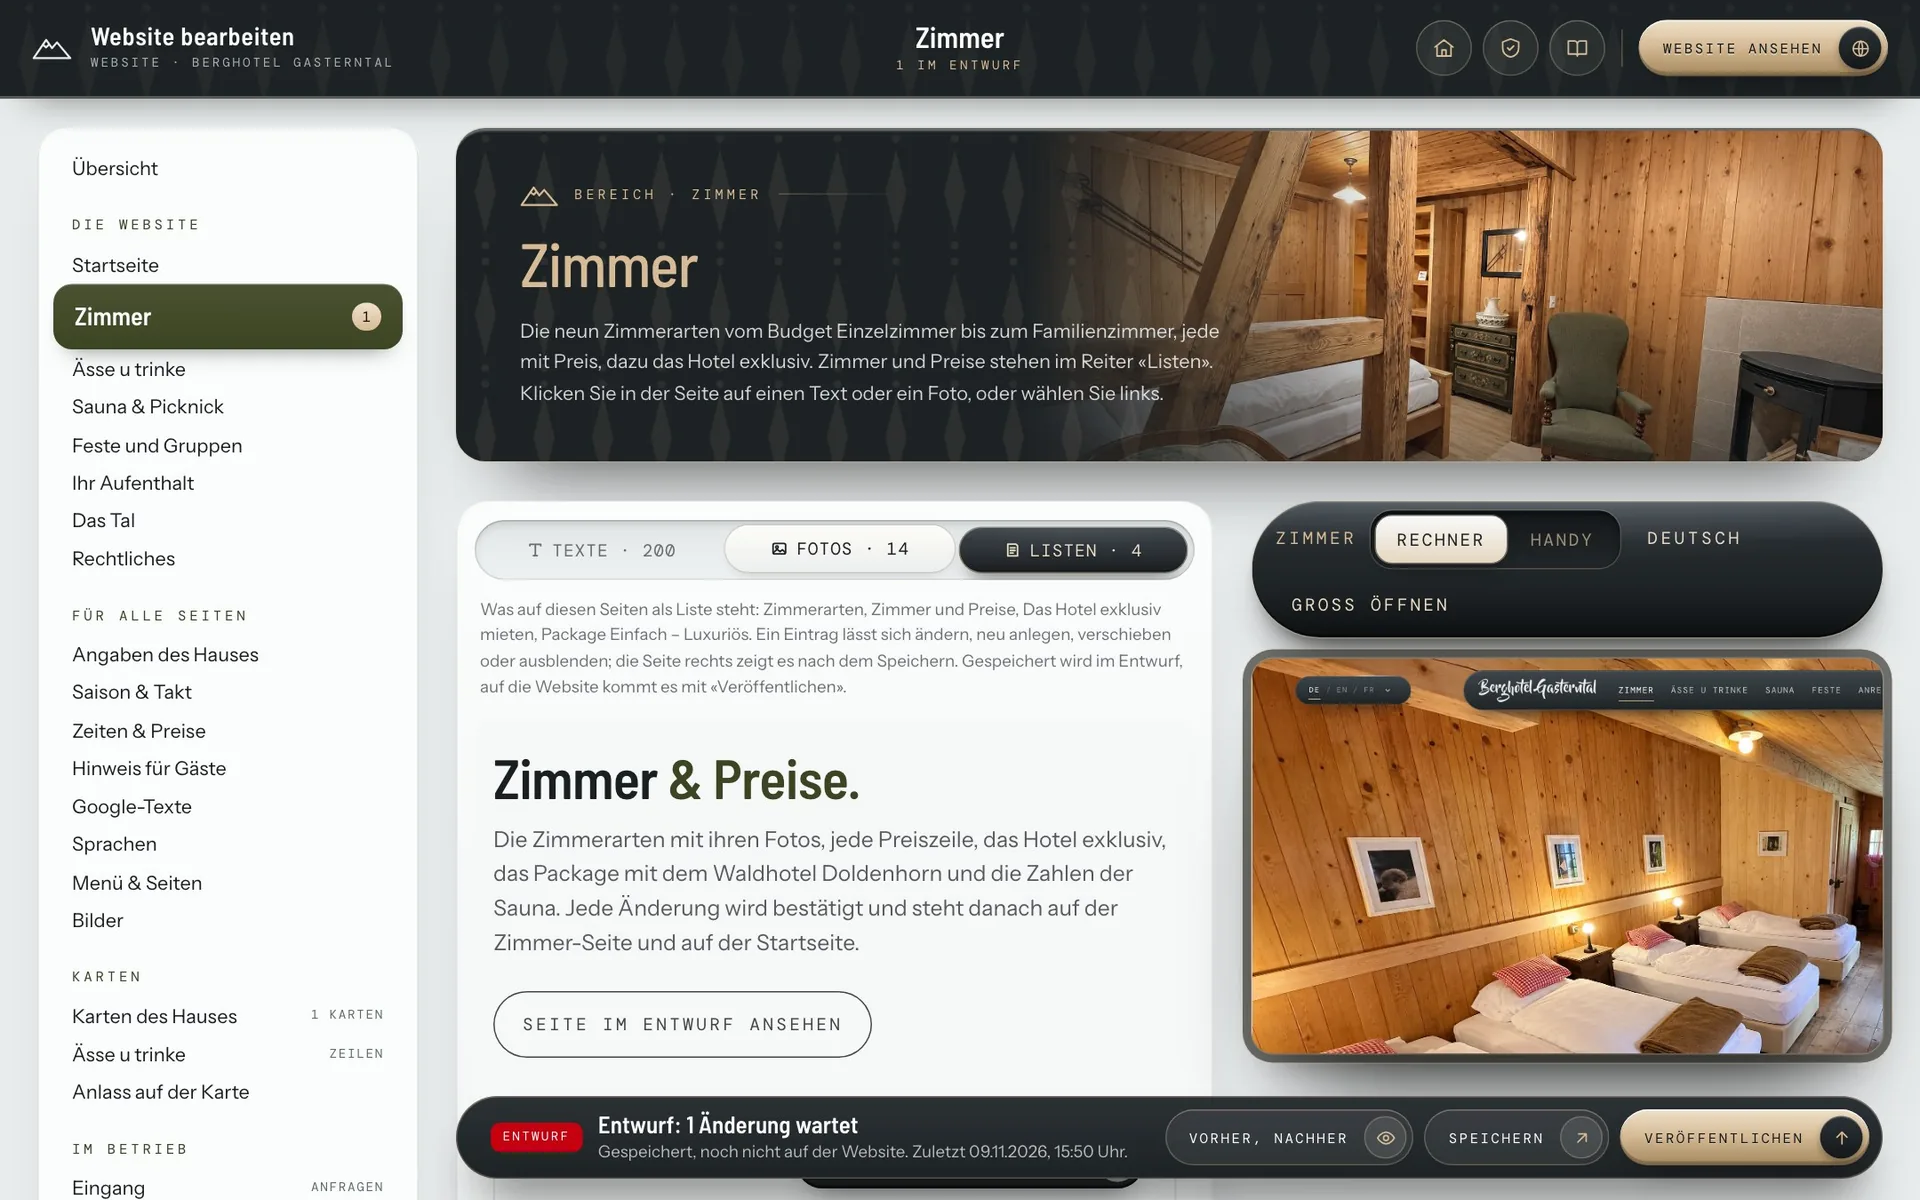 Website bearbeiten
WEBSITE · BERGHOTEL GASTERNTAL
Zimmer
1 IM ENTWURF
WEBSITE ANSEHEN
Übersicht
DIE WEBSITE
Startseite
Zimmer 1
Ässe u trinke
Sauna & Picknick
Feste und Gruppen
Ihr Aufenthalt
Das Tal
Rechtliches
FÜR ALLE SEITEN
Angaben des Hauses
Saison & Takt
Zeiten & Preise
Hinweis für Gäste
Google-Texte
Sprachen
Menü & Seiten
Bilder
KARTEN
Karten des Hauses 1 KARTEN
Ässe u trinke ZEILEN
Anlass auf der Karte
IM BETRIEB
Eingang ANFRAGEN
BEREICH · ZIMMER
Zimmer
Die neun Zimmerarten vom Budget Einzelzimmer bis zum Familienzimmer, jede
mit Preis, dazu das Hotel exklusiv. Zimmer und Preise stehen im Reiter «Listen».
Klicken Sie in der Seite auf einen Text oder ein Foto, oder wählen Sie links.
TEXTE · 200
FOTOS · 14
LISTEN · 4
Was auf diesen Seiten als Liste steht: Zimmerarten, Zimmer und Preise, Das Hotel exklusiv
mieten, Package Einfach – Luxuriös. Ein Eintrag lässt sich ändern, neu anlegen, verschieben
oder ausblenden; die Seite rechts zeigt es nach dem Speichern. Gespeichert wird im Entwurf,
auf die Website kommt es mit «Veröffentlichen».
Zimmer & Preise.
Die Zimmerarten mit ihren Fotos, jede Preiszeile, das Hotel exklusiv,
das Package mit dem Waldhotel Doldenhorn und die Zahlen der
Sauna. Jede Änderung wird bestätigt und steht danach auf der
Zimmer-Seite und auf der Startseite.
SEITE IM ENTWURF ANSEHEN
ZIMMER
RECHNER
HANDY
DEUTSCH
GROSS ÖFFNEN
DE / EN / FR
Berghotel Gasterntal
ZIMMER ÄSSE U TRINKE SAUNA FESTE ANRE
ENTWURF
Entwurf: 1 Änderung wartet
Gespeichert, noch nicht auf der Website. Zuletzt 09.11.2026, 15:50 Uhr.
VORHER, NACHHER
SPEICHERN
VERÖFFENTLICHEN